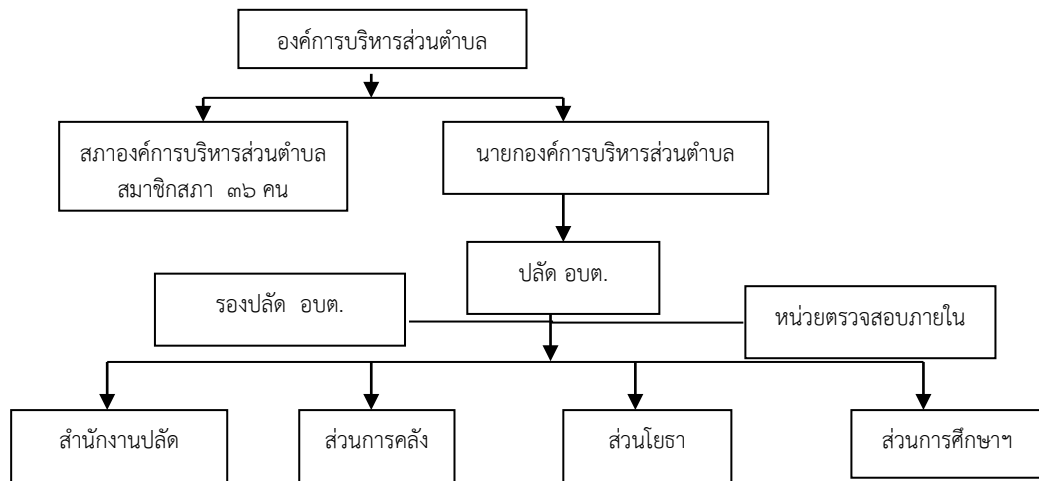 องค์การบริหารส่วนตำบล
สภาองค์การบริหารส่วนตำบล
สมาชิกสภา ๓๖ คน
นายกองค์การบริหารส่วนตำบล
ปลัด อบต.
รองปลัด อบต.
หน่วยตรวจสอบภายใน
สำนักงานปลัด
ส่วนการคลัง
ส่วนโยธา
ส่วนการศึกษาฯ